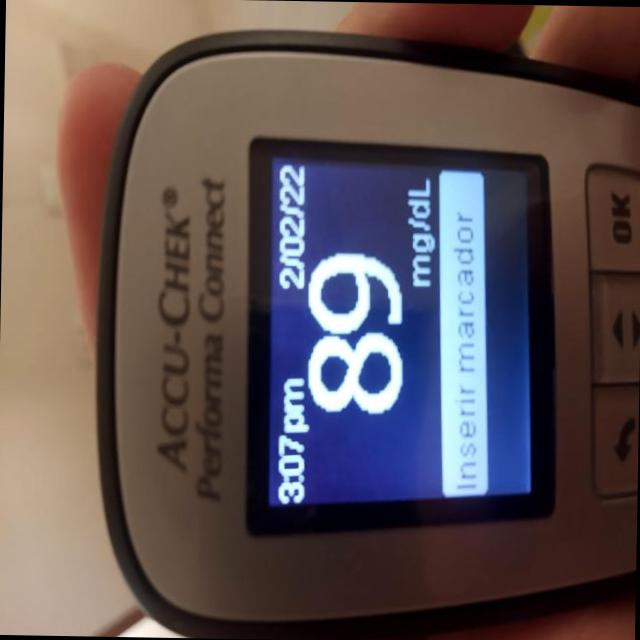 ACCU-CHEK®
Performa Connect
3:07 pm 2/02/22
89
mg/dL
Inserir marcador
OK